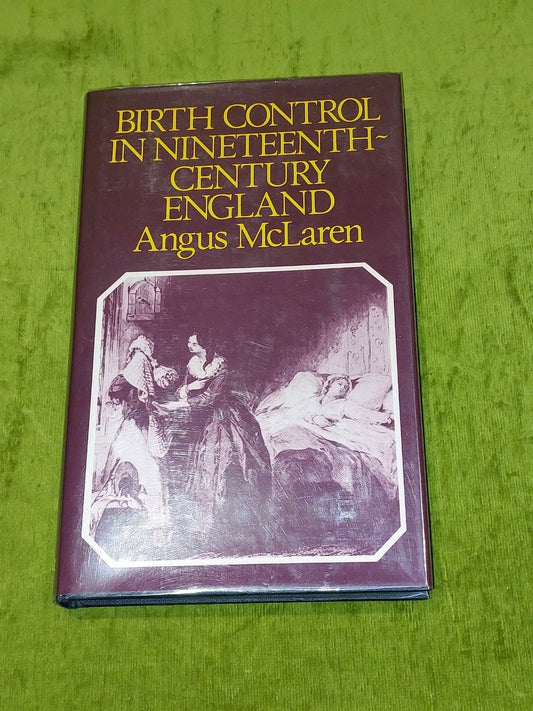 BIRTH CONTROL
IN NINETEENTH~
CENTURY
ENGLAND
Angus McLaren